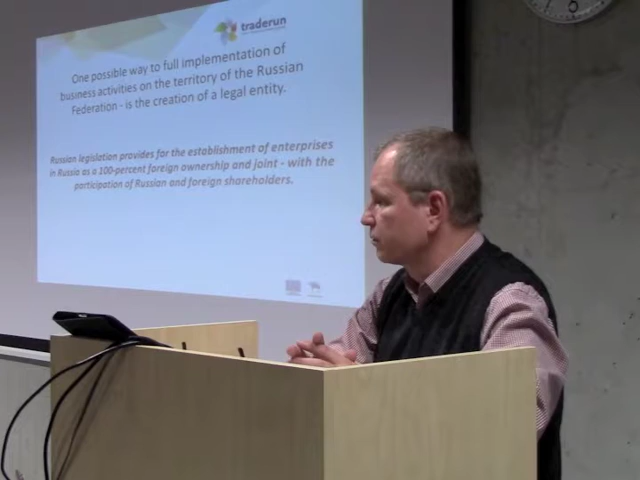 traderun
One possible way to full implementation of
business activities on the territory of the Russian
Federation - is the creation of a legal entity.
Russian legislation provides for the establishment of enterprises
in Russia as a 100-percent foreign ownership and joint - with the
participation of Russian and foreign shareholders.